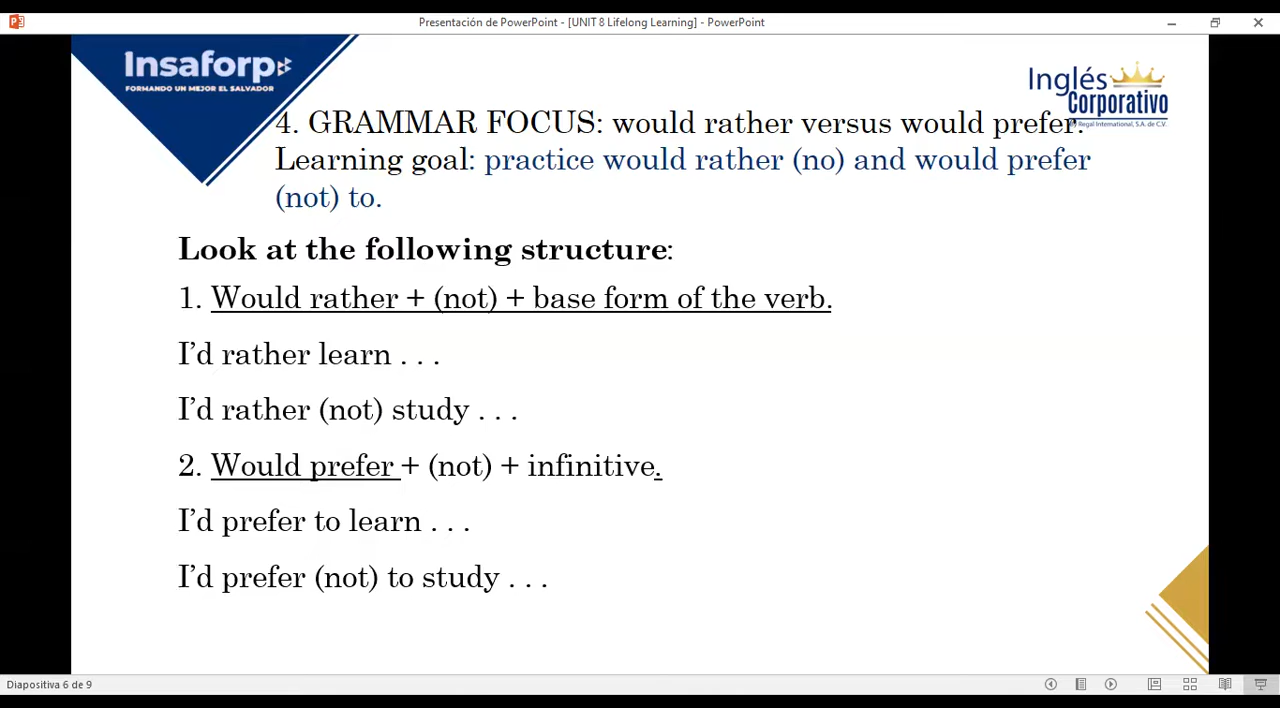 Presentación de PowerPoint - [UNIT 8 Lifelong Learning] - PowerPoint
Insaforp
FORMANDO UN MEJOR EL SALVADOR
Inglés
Corporativo
by Regal International, S.A. de C.V.
4. GRAMMAR FOCUS: would rather versus would prefer.
Learning goal: practice would rather (no) and would prefer
(not) to.
Look at the following structure:
1. Would rather + (not) + base form of the verb.
I’d rather learn . . .
I’d rather (not) study . . .
2. Would prefer + (not) + infinitive.
I’d prefer to learn . . .
I’d prefer (not) to study . . .
Diapositiva 6 de 9